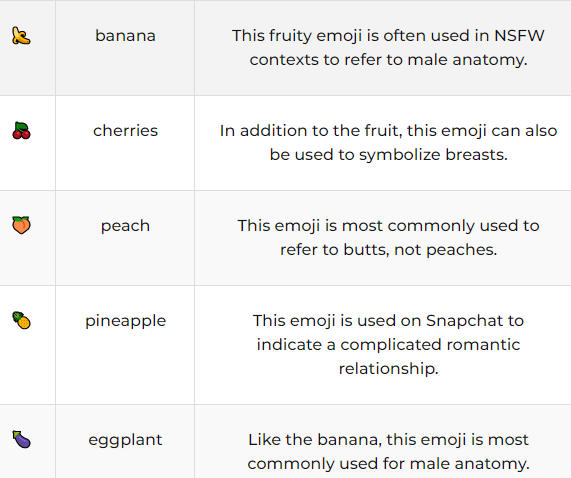 banana
This fruity emoji is often used in NSFW
contexts to refer to male anatomy.
cherries
In addition to the fruit, this emoji can also
be used to symbolize breasts.
peach
This emoji is most commonly used to
refer to butts, not peaches.
pineapple
This emoji is used on Snapchat to
indicate a complicated romantic
relationship.
eggplant
Like the banana, this emoji is most
commonly used for male anatomy.